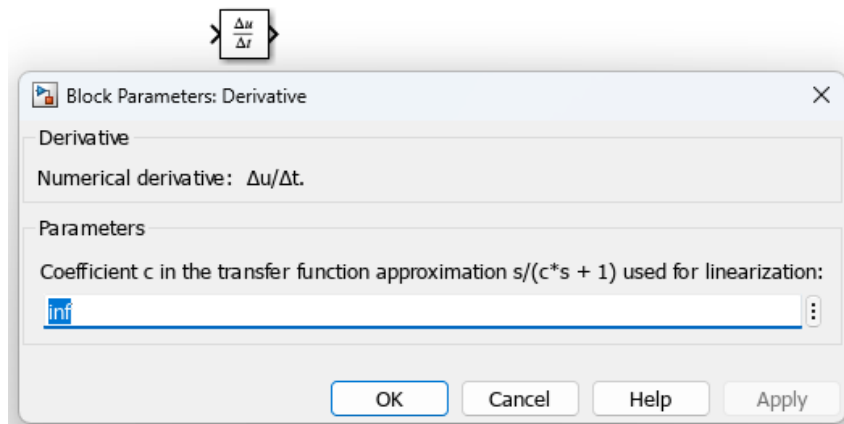 Δu
Δt
Block Parameters: Derivative
Derivative
Numerical derivative: Δu/Δt.
Parameters
Coefficient c in the transfer function approximation s/(c*s + 1) used for linearization:
inf
OK Cancel Help Apply